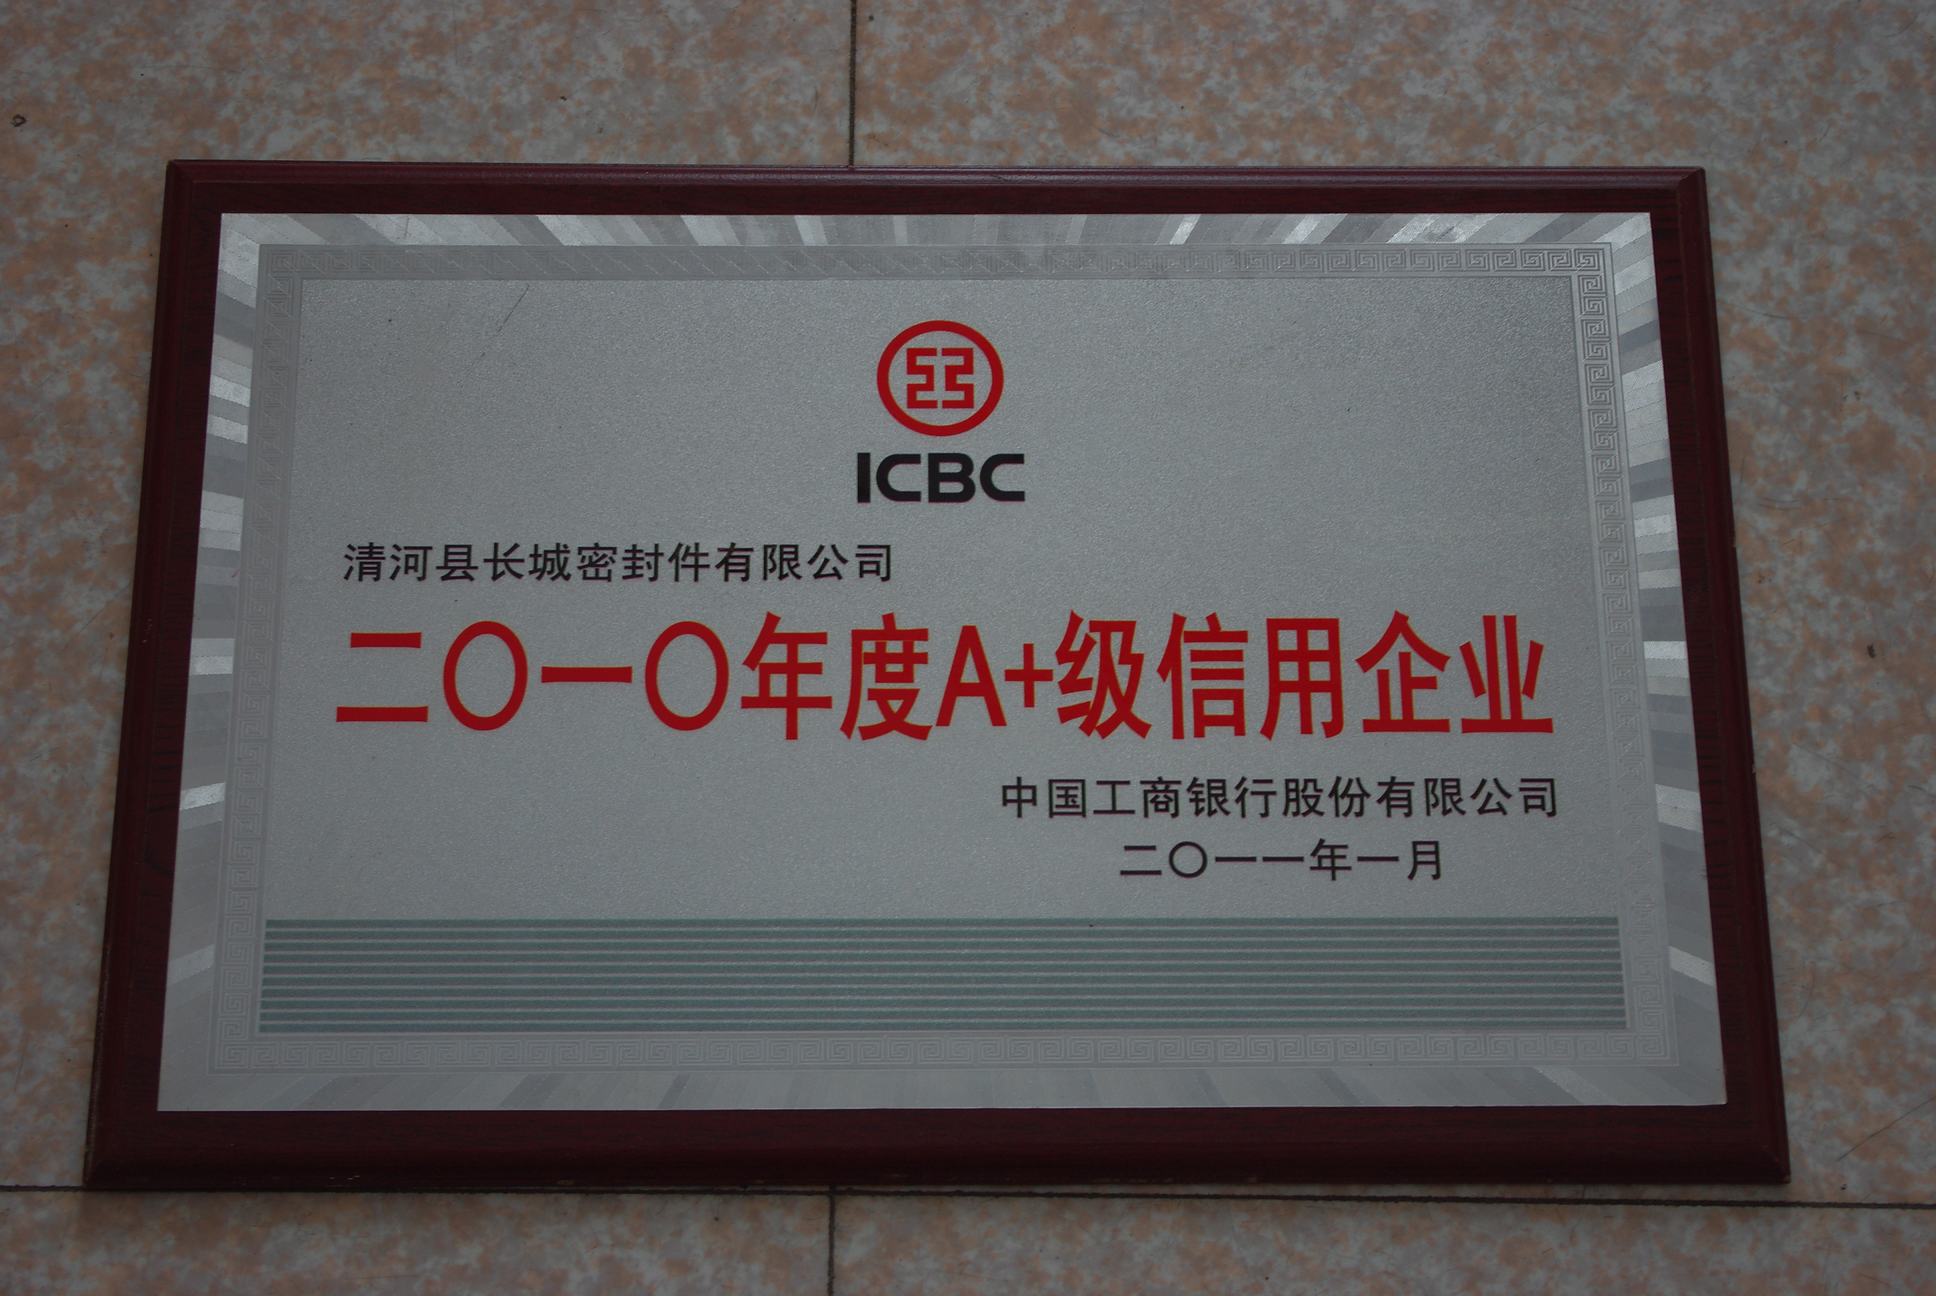 ICBC
清河县长城密封件有限公司
二〇一〇年度A+级信用企业
中国工商银行股份有限公司
二〇一一年一月